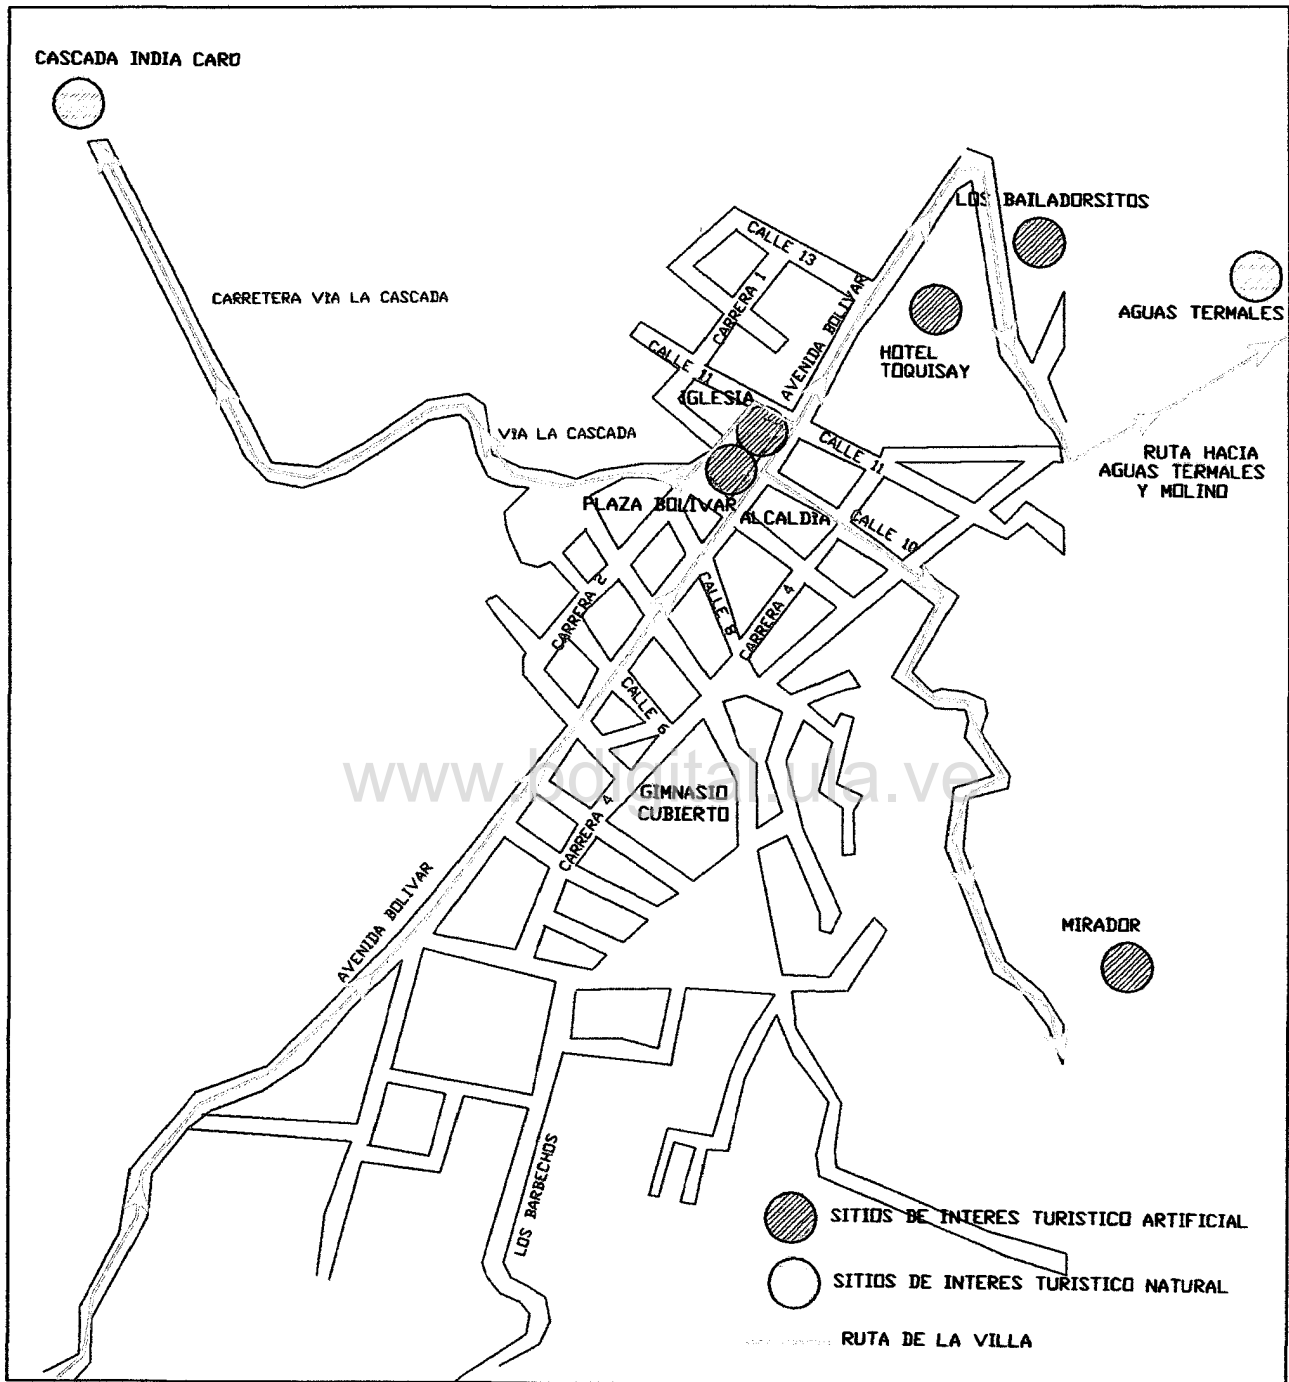 CASCADA INDIA CARO
LOS BAILADORSITOS
CALLE 13
CARRETERA VIA LA CASCADA
CARRERA 1
AVENIDA BOLIVAR
AGUAS TERMALES
CALLE 11
HOTEL
TOQUISAY
IGLESIA
VIA LA CASCADA
CALLE 11
RUTA HACIA
AGUAS TERMALES
Y MOLINO
PLAZA BOLIVAR
ALCALDIA
CALLE 10
CARRERA 2
CALLE 8
CARRERA 4
CALLE 6
www.bdigital.ula.ve
GIMNASIO
CUBIERTO
CARRERA 4
AVENIDA BOLIVAR
MIRADOR
LOS BARBECHOS
SITIOS DE INTERES TURISTICO ARTIFICIAL
SITIOS DE INTERES TURISTICO NATURAL
RUTA DE LA VILLA